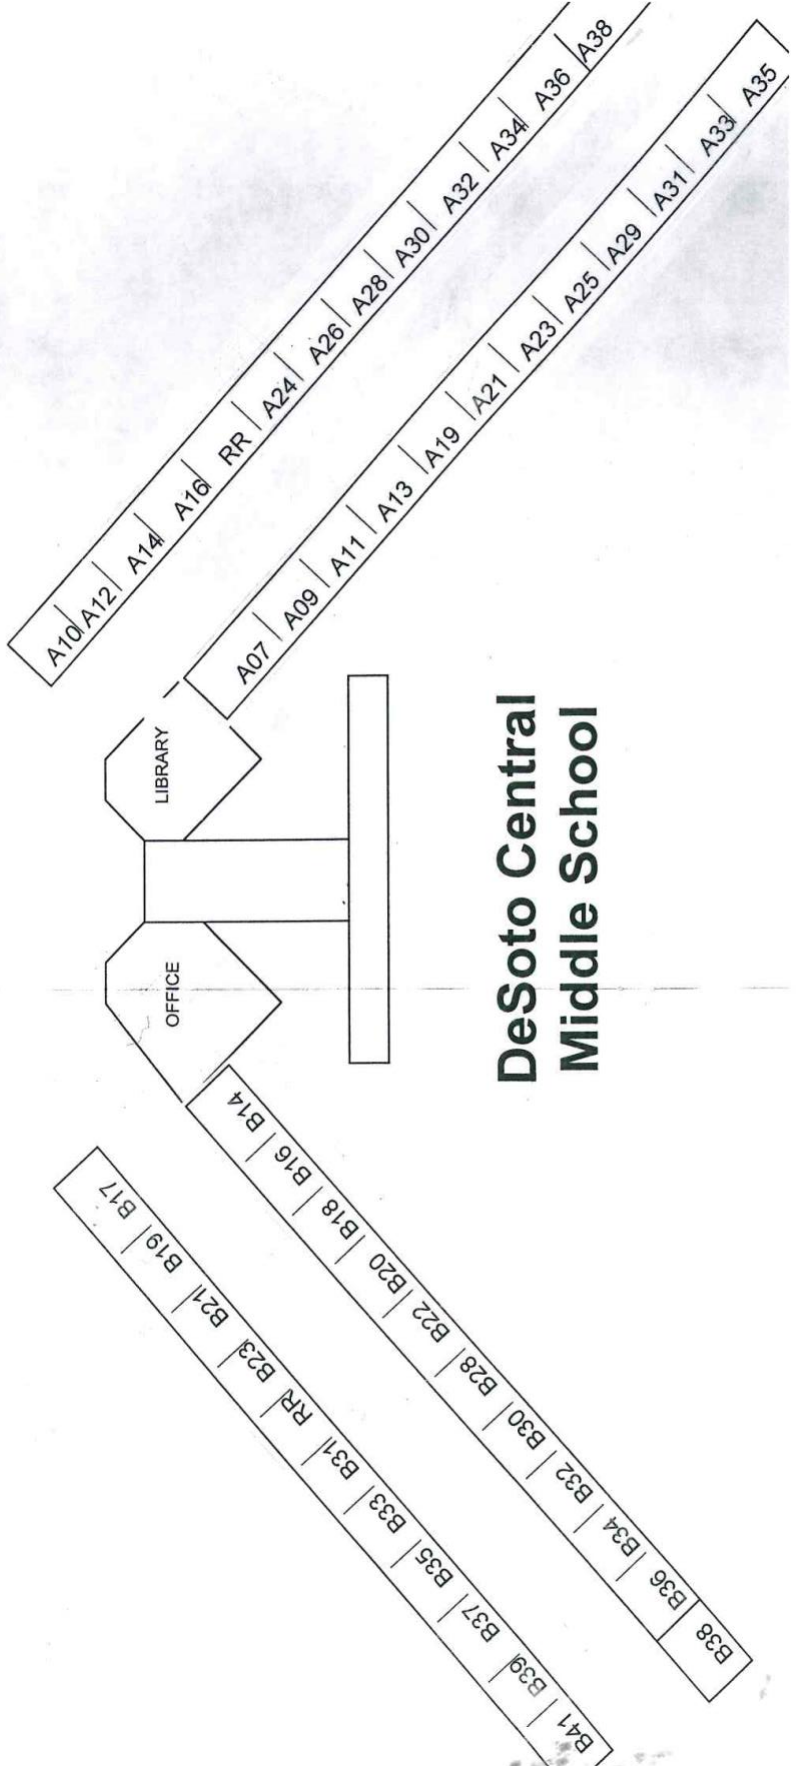 A10
A12
A14
A16
RR
A24
A26
A28
A30
A32
A34
A36
A38
A07
A09
A11
A13
A19
A21
A23
A25
A29
A31
A33
A35
LIBRARY
OFFICE
DeSoto Central
Middle School
B14
B16
B18
B20
B22
B28
B30
B32
B34
B36
B38
B17
B19
B21
B23
RR
B31
B33
B35
B37
B39
B41